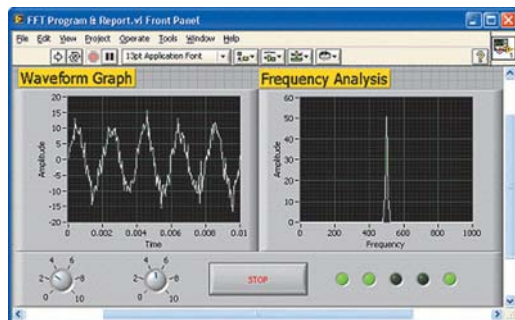 FFT Program & Report.vi Front Panel
File Edit View Project Operate Tools Window Help
13pt Application Font
?
Waveform Graph
Frequency Analysis
Amplitude
20
15
10
5
0
-5
-10
-15
-20
0 0.002 0.004 0.006 0.008 0.01
Time
Amplitude
60
50
40
30
20
10
0
0 200 400 600 800 1000
Frequency
0 2 4 6 8 10
0 2 4 6 8 10
STOP